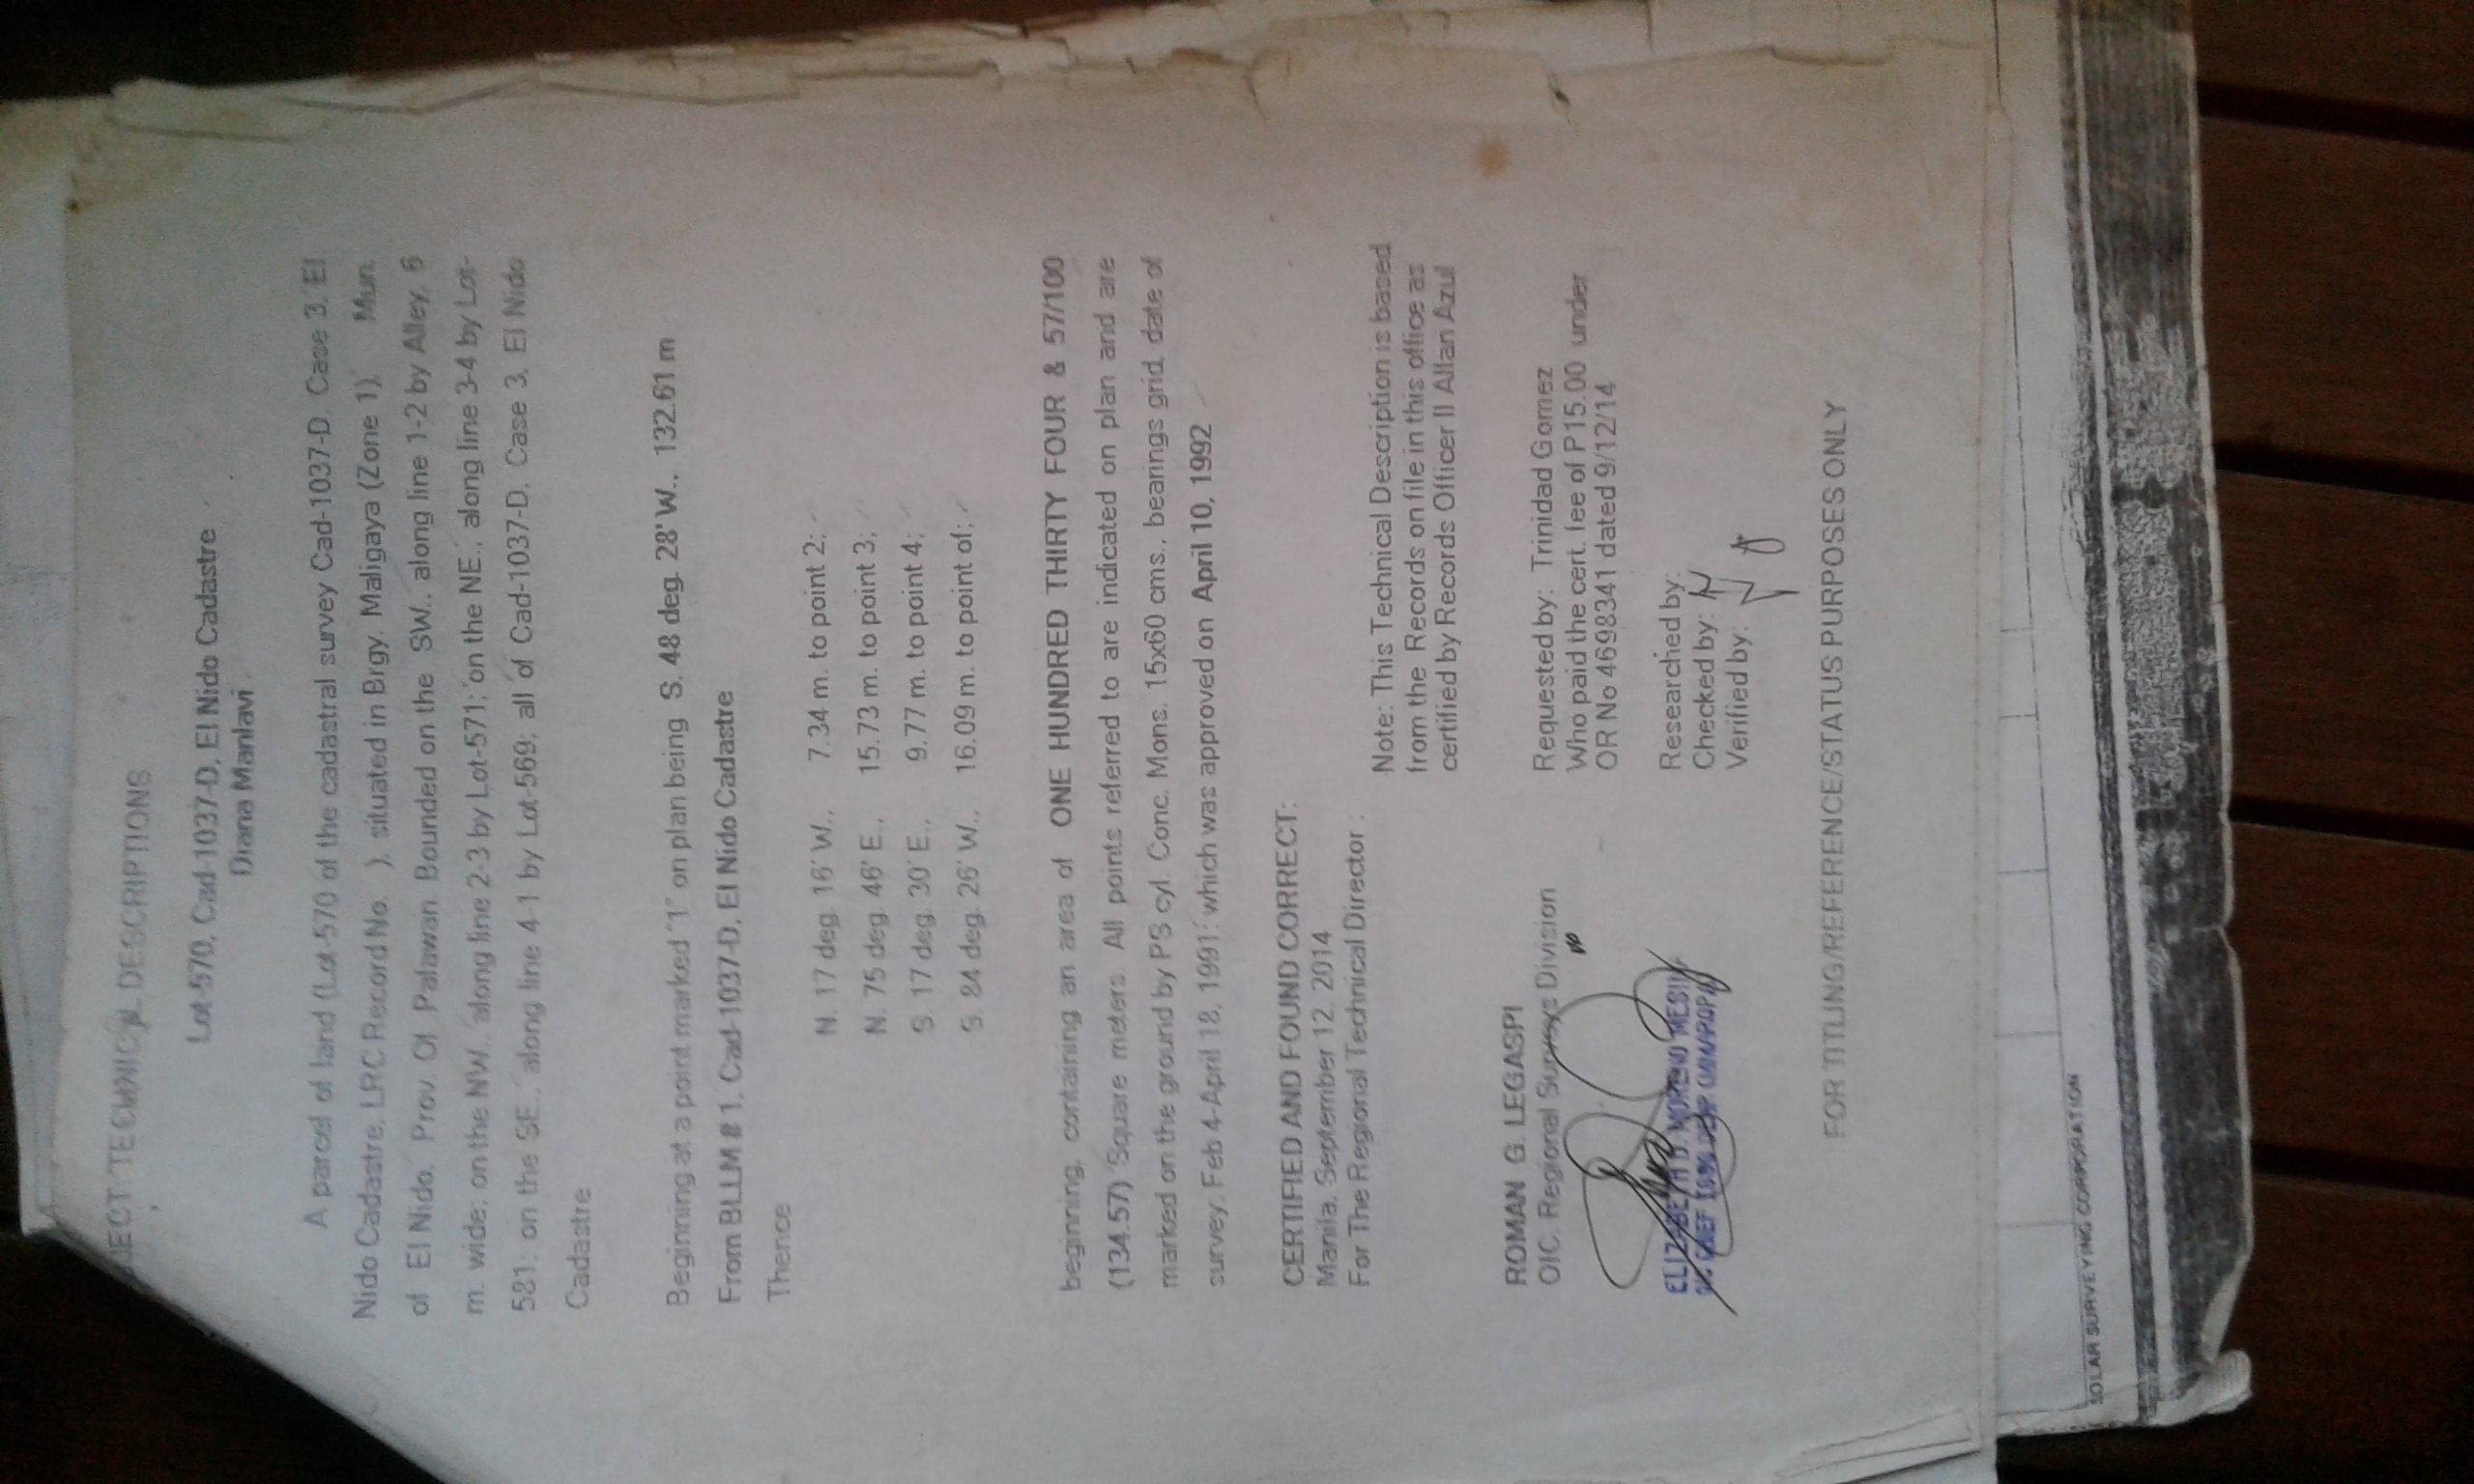 JECT: TECHNICAL DESCRIPTIONS
Lot-570, Cad-1037-D, El Nido Cadastre
Diana Manlavi
A parcel of land (Lot-570 of the cadastral survey Cad-1037-D. Case 3, El
Nido Cadastre, LRC Record No. ), situated in Brgy. Maligaya (Zone 1), Mun.
of El Nido, Prov. Of Palawan. Bounded on the SW., along line 1-2 by Alley, 6
m. wide; on the NW., along line 2-3 by Lot-571; on the NE., along line 3-4 by Lot-
581; on the SE., along line 4-1 by Lot-569; all of Cad-1037-D, Case 3, El Nido
Cadastre
Beginning at a point marked "1" on plan being S. 48 deg. 28' W., 132.61 m
From BLLM # 1, Cad-1037-D, El Nido Cadastre
Thence
N. 17 deg. 16' W., 7.34 m. to point 2;
N. 75 deg. 46' E., 15.73 m. to point 3;
S. 17 deg. 30' E., 9.77 m. to point 4;
S. 84 deg. 26' W., 16.09 m. to point of;
beginning, containing an area of ONE HUNDRED THIRTY FOUR & 57/100
(134.57) Square meters. All points referred to are indicated on plan and are
marked on the ground by PS cyl. Conc. Mons. 15x60 cms., bearings grid, date of
survey, Feb 4-April 18, 1991; which was approved on April 10, 1992
CERTIFIED AND FOUND CORRECT:
Manila, September 12, 2014
For The Regional Technical Director :
Note: This Technical Description is based
from the Records on file in this office as
certified by Records Officer II Allan Azul
ROMAN G. LEGASPI
OIC, Regional Surveys Division
Requested by: Trinidad Gomez
Who paid the cert. fee of P15.00 under
OR No 4698341 dated 9/12/14
Researched by:
Checked by:
Verified by:
ELIZABETH D. MORENO
FOR TITLING/REFERENCE/STATUS PURPOSES ONLY
SOLAR SURVEYING CORPORATION